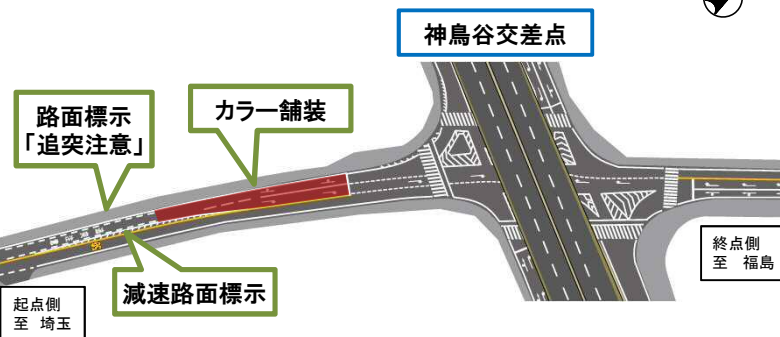 神鳥谷交差点
路面標示
「追突注意」
カラー舗装
減速路面標示
起点側
至 埼玉
終点側
至 福島